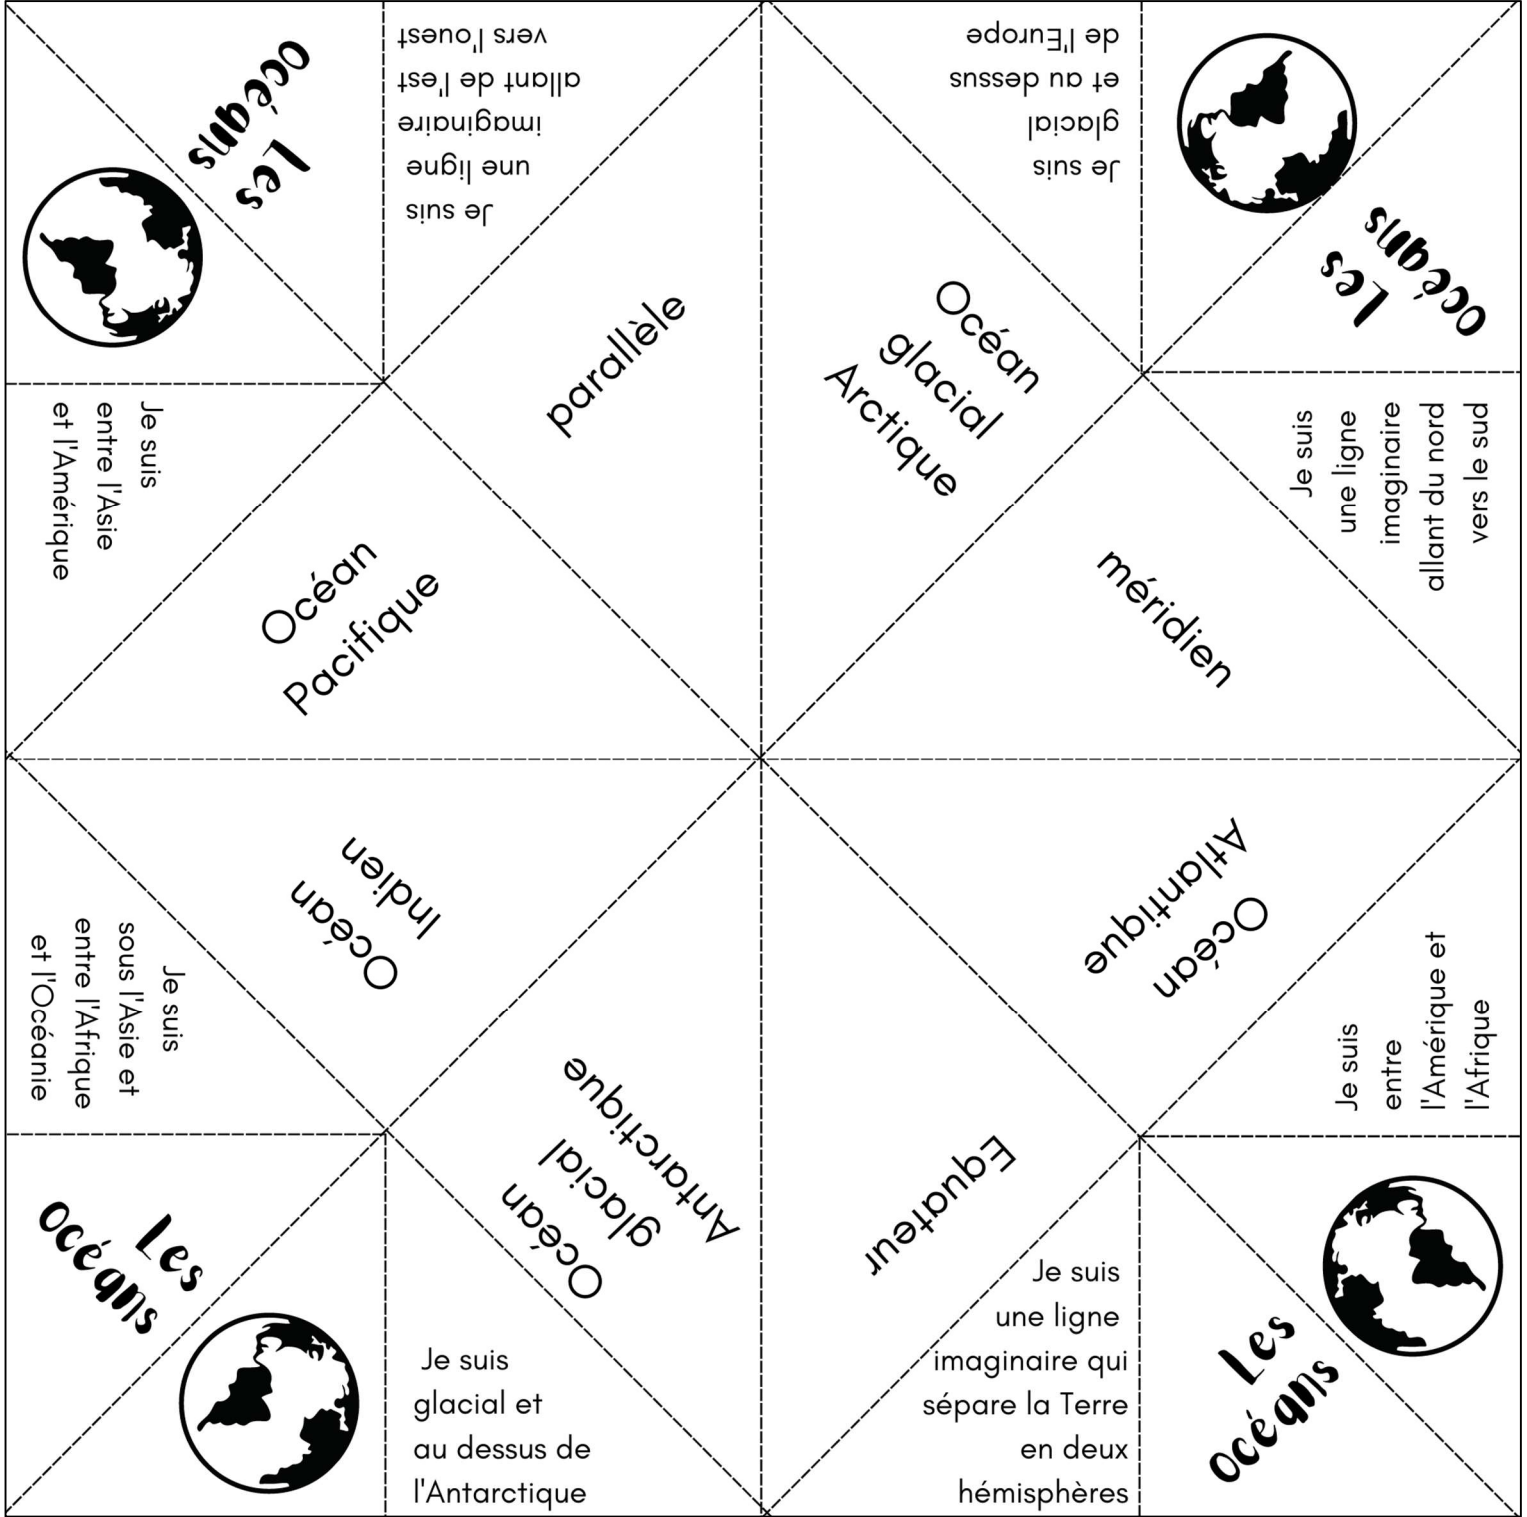 Les
océans
Je suis
une ligne
imaginaire
allant de l'est
vers l'ouest
Je suis
glacial
et au dessus
de l'Europe
Les
océans
parallèle
Océan
glacial
Arctique
Je suis
entre l'Asie
et l'Amérique
Je suis
une ligne
imaginaire
allant du nord
vers le sud
Océan
Pacifique
méridien
Océan
Indien
Océan
Atlantique
Je suis
sous l'Asie et
entre l'Afrique
et l'Océanie
Je suis
entre
l'Amérique et
l'Afrique
Océan
glacial
Antarctique
Equateur
Les
océans
Je suis
glacial et
au dessus de
l'Antarctique
Je suis
une ligne
imaginaire qui
sépare la Terre
en deux
hémisphères
Les
océans